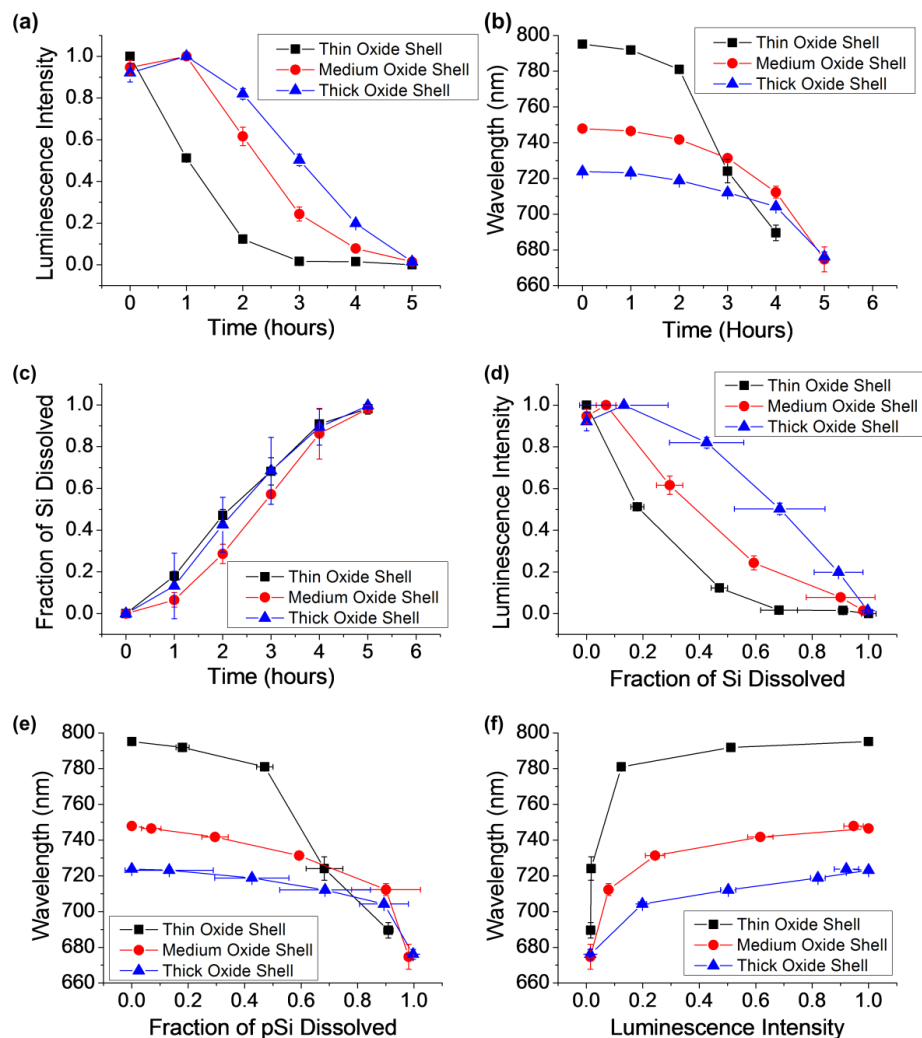 (a)
Luminescence Intensity
1.0
0.8
0.6
0.4
0.2
0.0
Thin Oxide Shell
Medium Oxide Shell
Thick Oxide Shell
0 1 2 3 4 5
Time (hours)
(b)
Wavelength (nm)
800
780
760
740
720
700
680
660
Thin Oxide Shell
Medium Oxide Shell
Thick Oxide Shell
0 1 2 3 4 5 6
Time (Hours)
(c)
Fraction of Si Dissolved
1.0
0.8
0.6
0.4
0.2
0.0
Thin Oxide Shell
Medium Oxide Shell
Thick Oxide Shell
0 1 2 3 4 5 6
Time (hours)
(d)
Luminescence Intensity
1.0
0.8
0.6
0.4
0.2
0.0
Thin Oxide Shell
Medium Oxide Shell
Thick Oxide Shell
0.0 0.2 0.4 0.6 0.8 1.0
Fraction of Si Dissolved
(e)
Wavelength (nm)
800
780
760
740
720
700
680
660
Thin Oxide Shell
Medium Oxide Shell
Thick Oxide Shell
0.0 0.2 0.4 0.6 0.8 1.0
Fraction of pSi Dissolved
(f)
Wavelength (nm)
800
780
760
740
720
700
680
660
Thin Oxide Shell
Medium Oxide Shell
Thick Oxide Shell
0.0 0.2 0.4 0.6 0.8 1.0
Luminescence Intensity